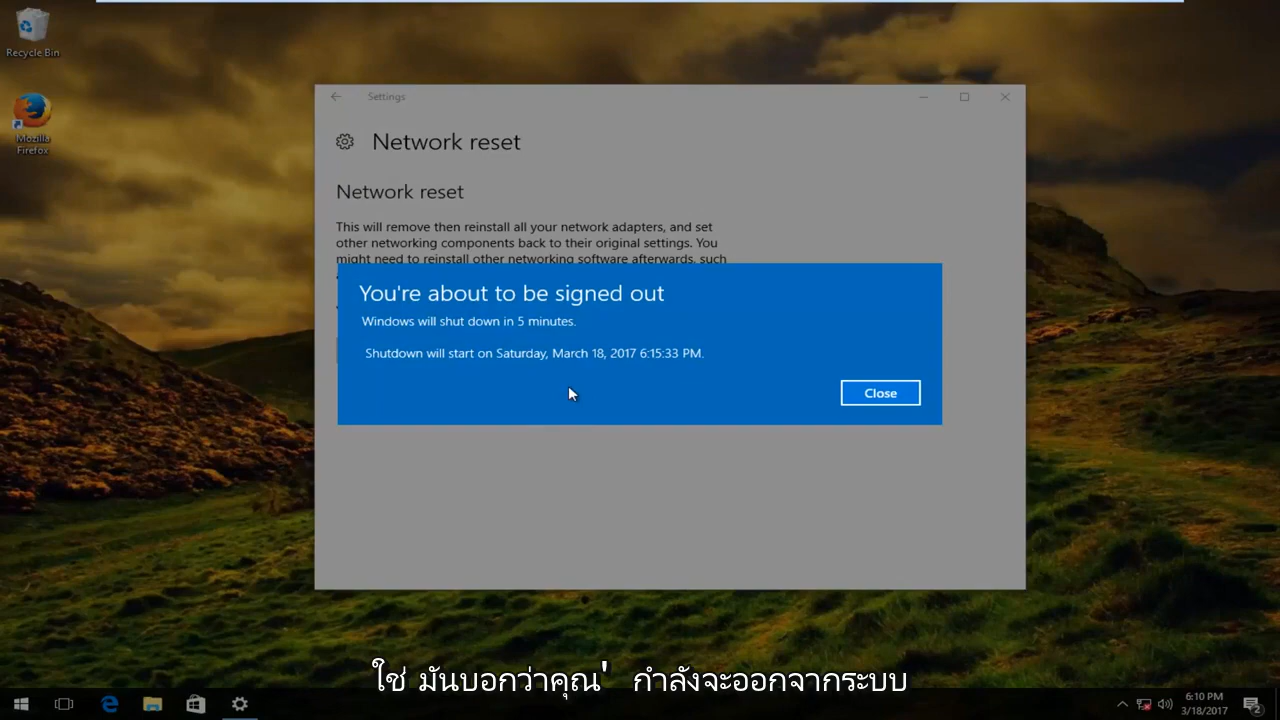 Recycle Bin
Mozilla
Firefox
Settings
Network reset
Network reset
This will remove then reinstall all your network adapters, and set
other networking components back to their original settings. You
might need to reinstall other networking software afterwards, such
You're about to be signed out
Windows will shut down in 5 minutes.
Shutdown will start on Saturday, March 18, 2017 6:15:33 PM.
Close
ใช่ มันบอกว่าคุณ' กำลังจะออกจากระบบ
6:10 PM
3/18/2017
2